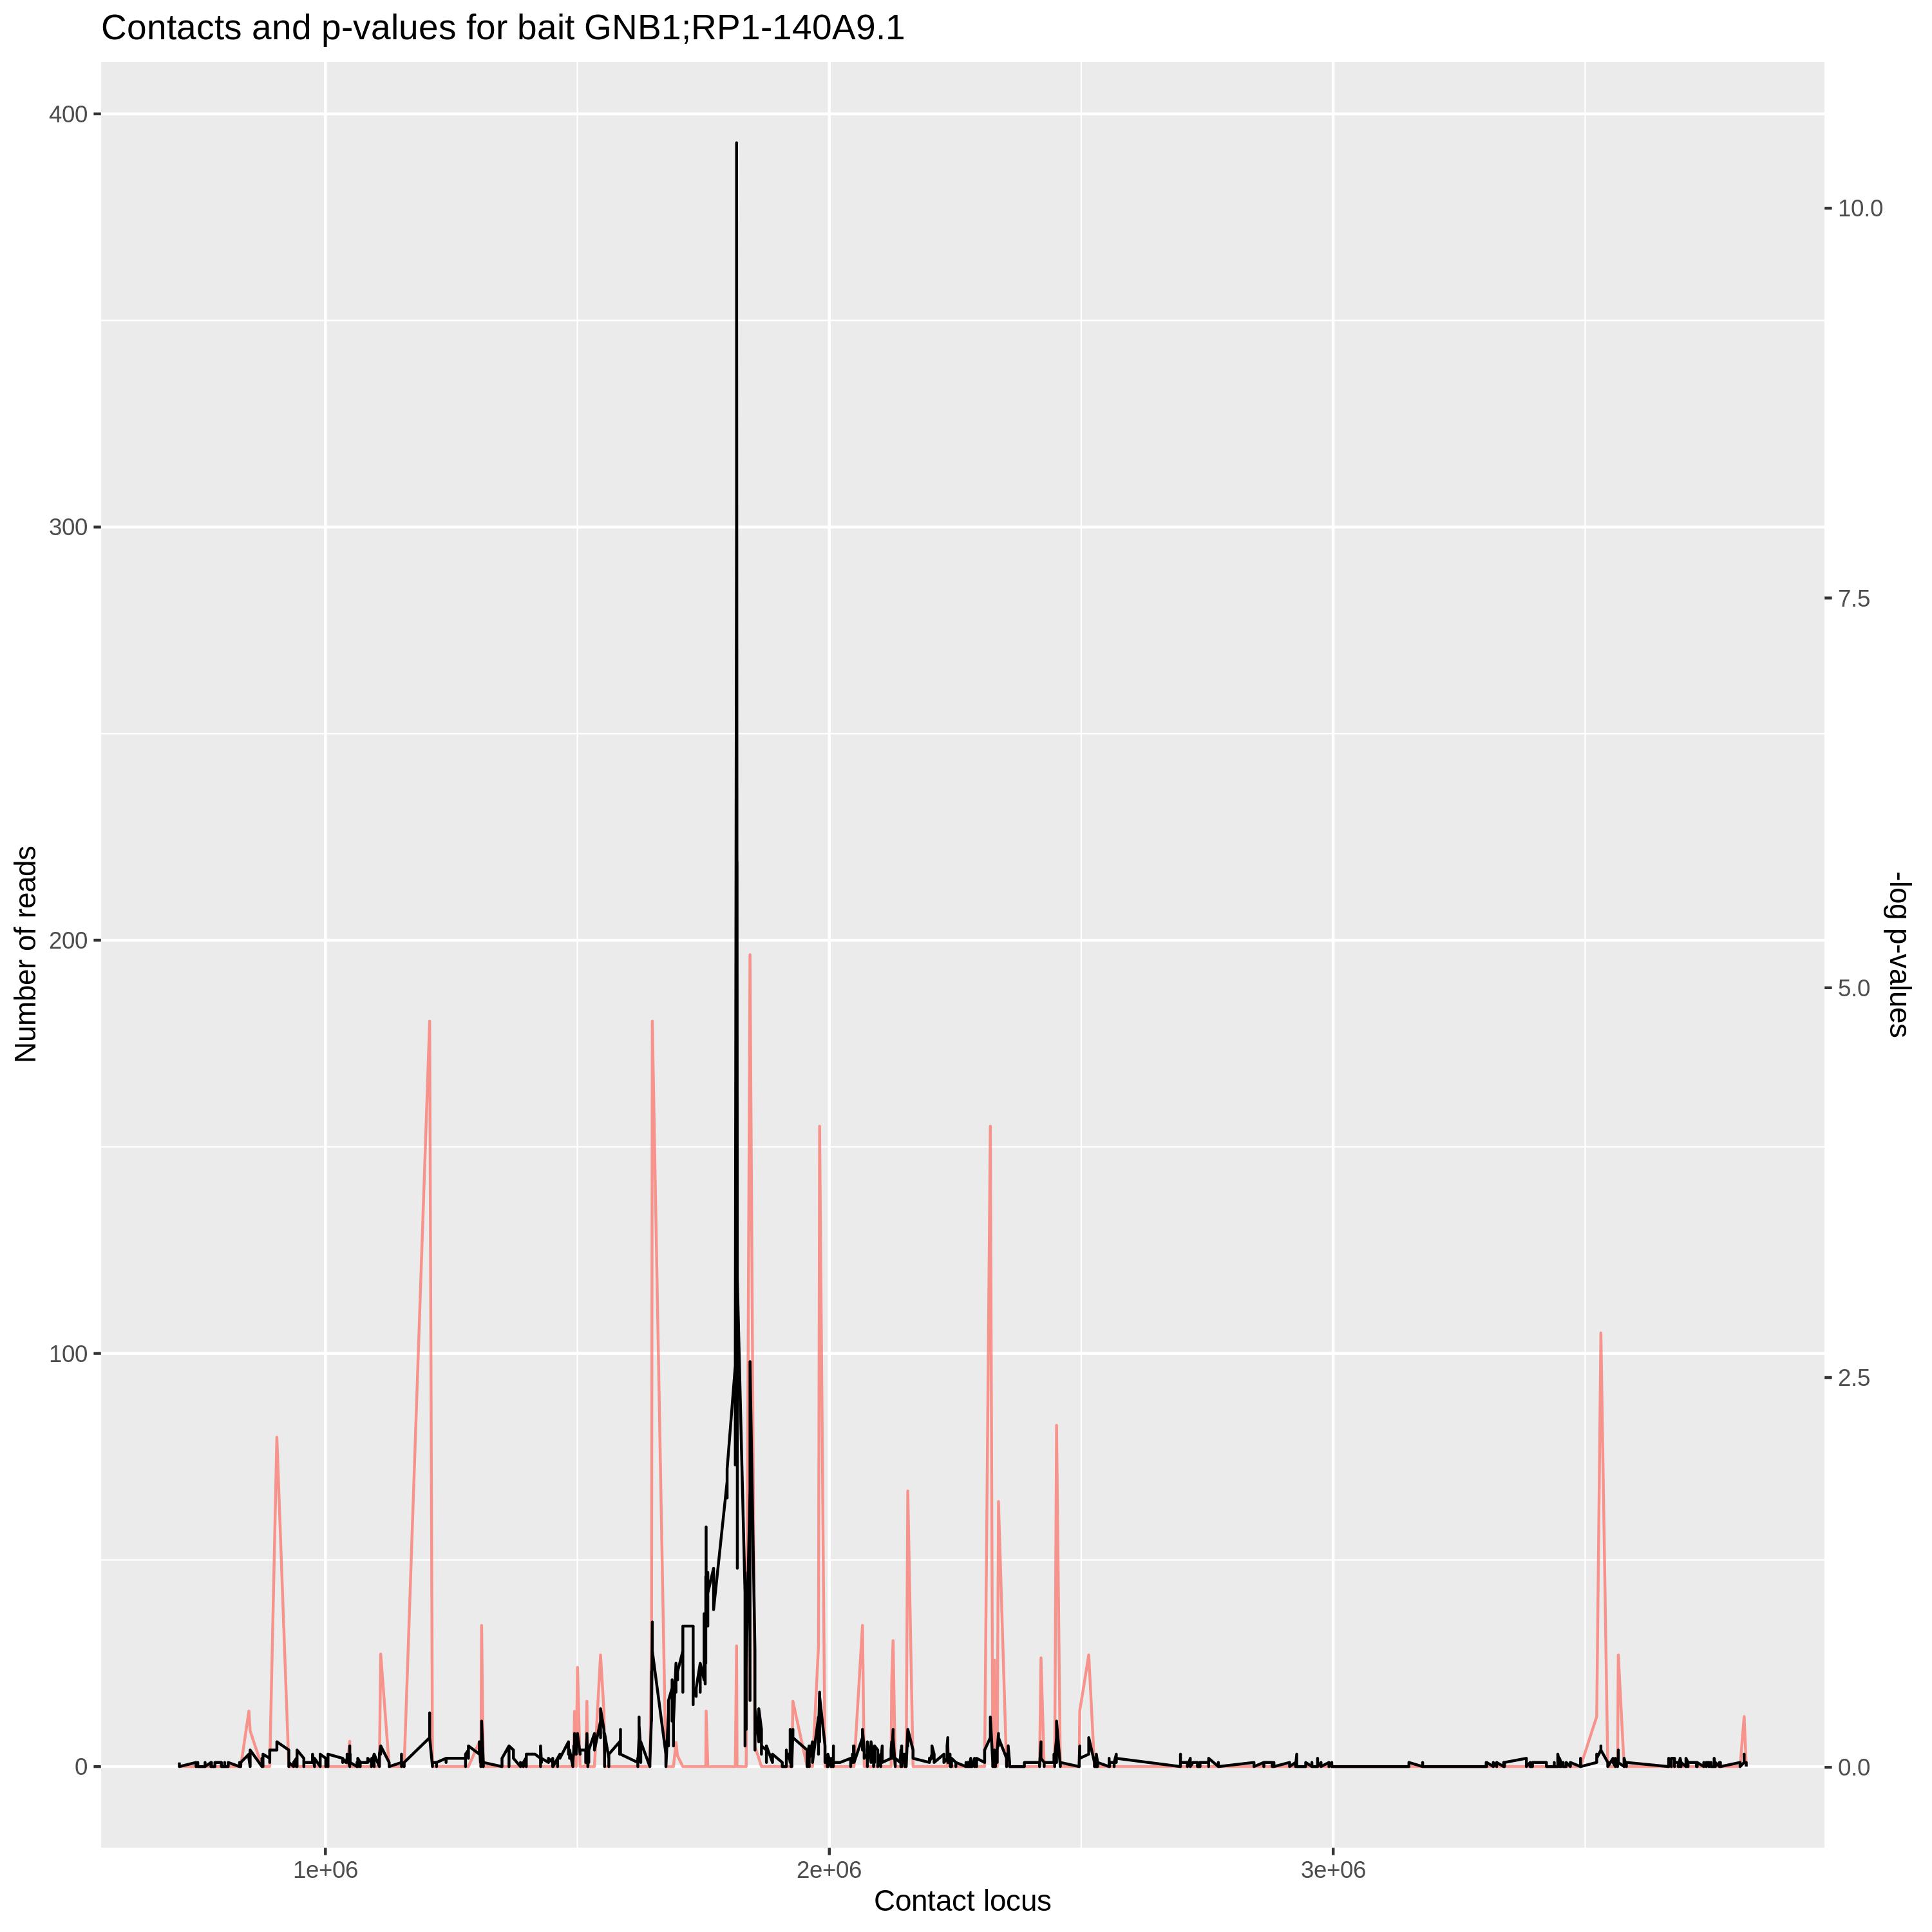 Contacts and p-values for bait GNB1;RP1-140A9.1
400
300
200
100
0
Number of reads
10.0
7.5
5.0
2.5
0.0
-log p-values
1e+06
2e+06
3e+06
Contact locus